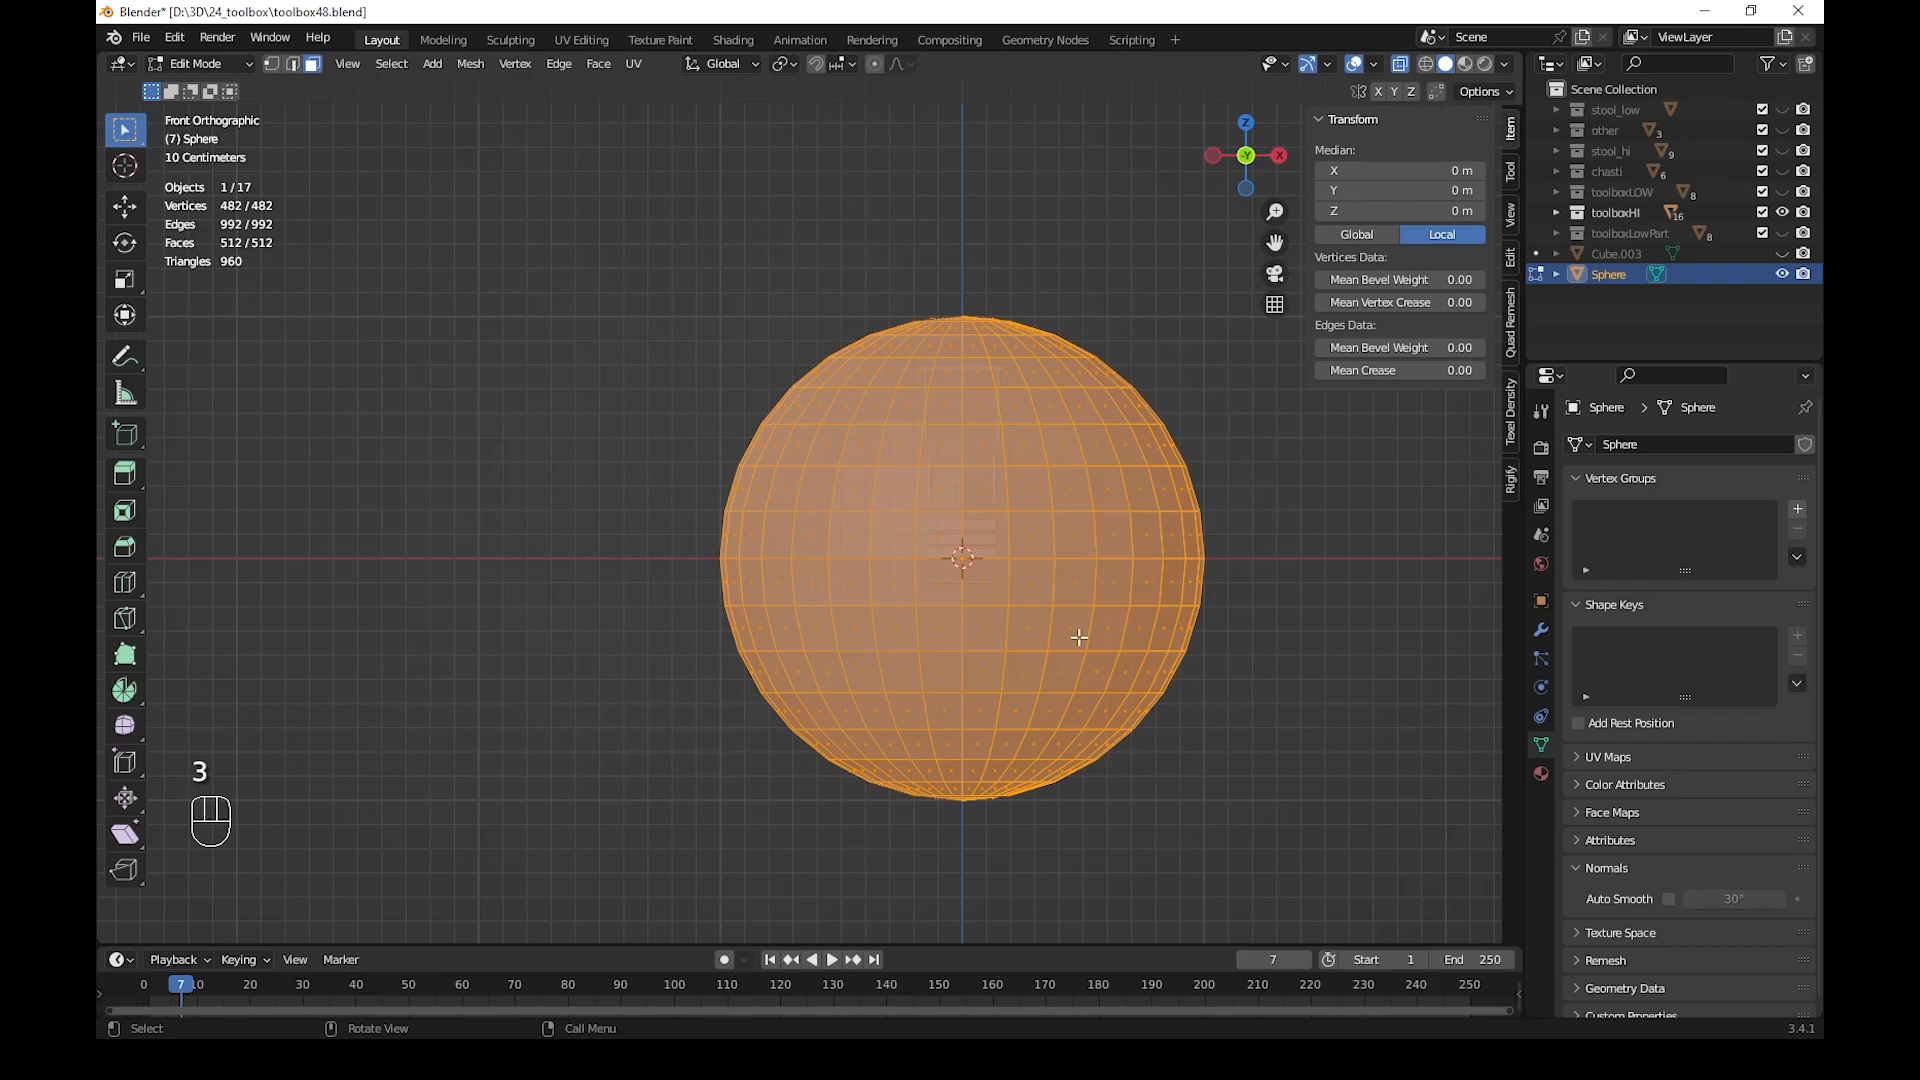 Blender* [D:\3D\24_toolbox\toolbox48.blend]
File Edit Render Window Help Layout Modeling Sculpting UV Editing Texture Paint Shading Animation Rendering Compositing Geometry Nodes Scripting + Scene ViewLayer
Edit Mode View Select Add Mesh Vertex Edge Face UV Global
X Y Z Options
Front Orthographic
(7) Sphere
10 Centimeters
Objects 1/17
Vertices 482/482
Edges 992/992
Faces 512/512
Triangles 960
Z
-Y
X
Transform
Median:
X 0 m
Y 0 m
Z 0 m
Global Local
Vertices Data:
Mean Bevel Weight 0.00
Mean Vertex Crease 0.00
Edges Data:
Mean Bevel Weight 0.00
Mean Crease 0.00
Item
Tool
View
Edit
Quad Remesh
Texel Density
Rigify
Scene Collection
stool_low
other 3
stool_hi 9
chasti 6
toolboxLOW 8
toolboxHI 16
toolboxLowPart 8
Cube.003
Sphere
Sphere > Sphere
Sphere
Vertex Groups
Shape Keys
Add Rest Position
UV Maps
Color Attributes
Face Maps
Attributes
Normals
Auto Smooth 30°
Texture Space
Remesh
Geometry Data
Custom Properties
3
Playback Keying View Marker 7 Start 1 End 250
0 7 10 20 30 40 50 60 70 80 90 100 110 120 130 140 150 160 170 180 190 200 210 220 230 240 250
Select Rotate View Call Menu 3.4.1